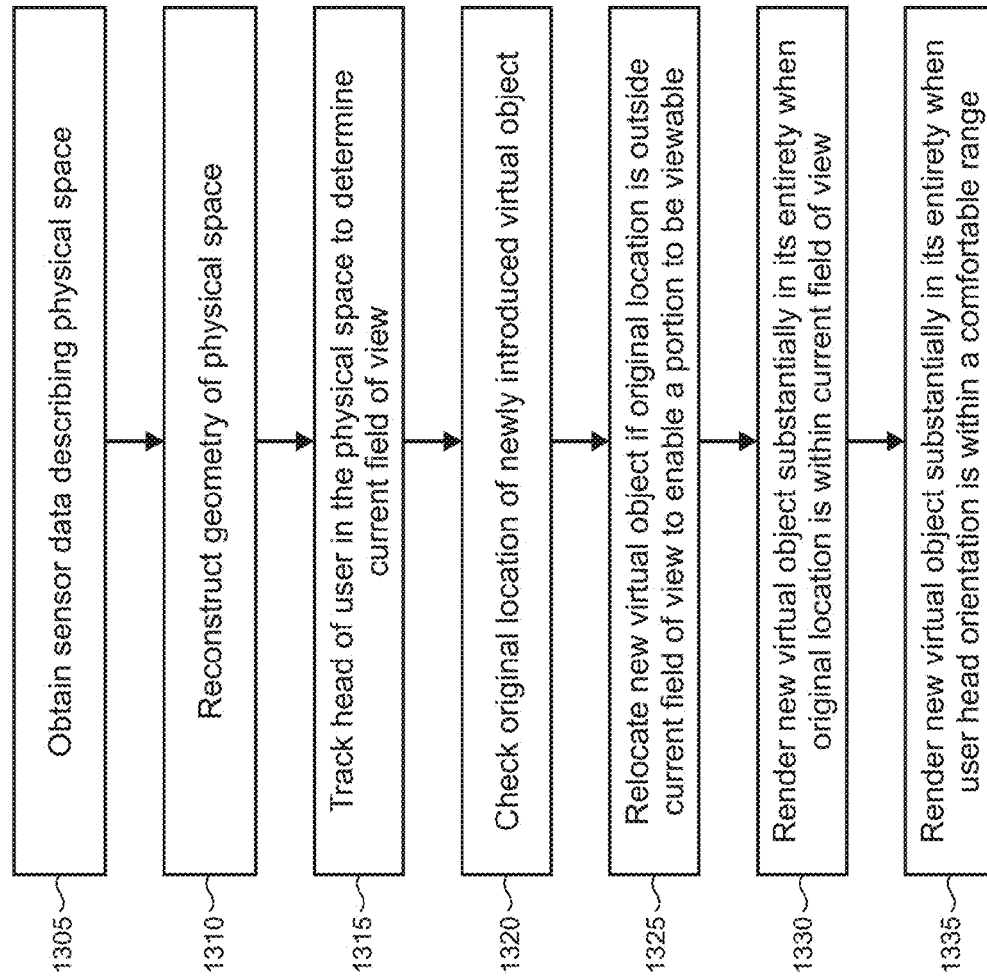 1305
Obtain sensor data describing physical space
1310
Reconstruct geometry of physical space
1315
Track head of user in the physical space to determine
current field of view
1320
Check original location of newly introduced virtual object
1325
Relocate new virtual object if original location is outside
current field of view to enable a portion to be viewable
1330
Render new virtual object substantially in its entirety when
original location is within current field of view
1335
Render new virtual object substantially in its entirety when
user head orientation is within a comfortable range